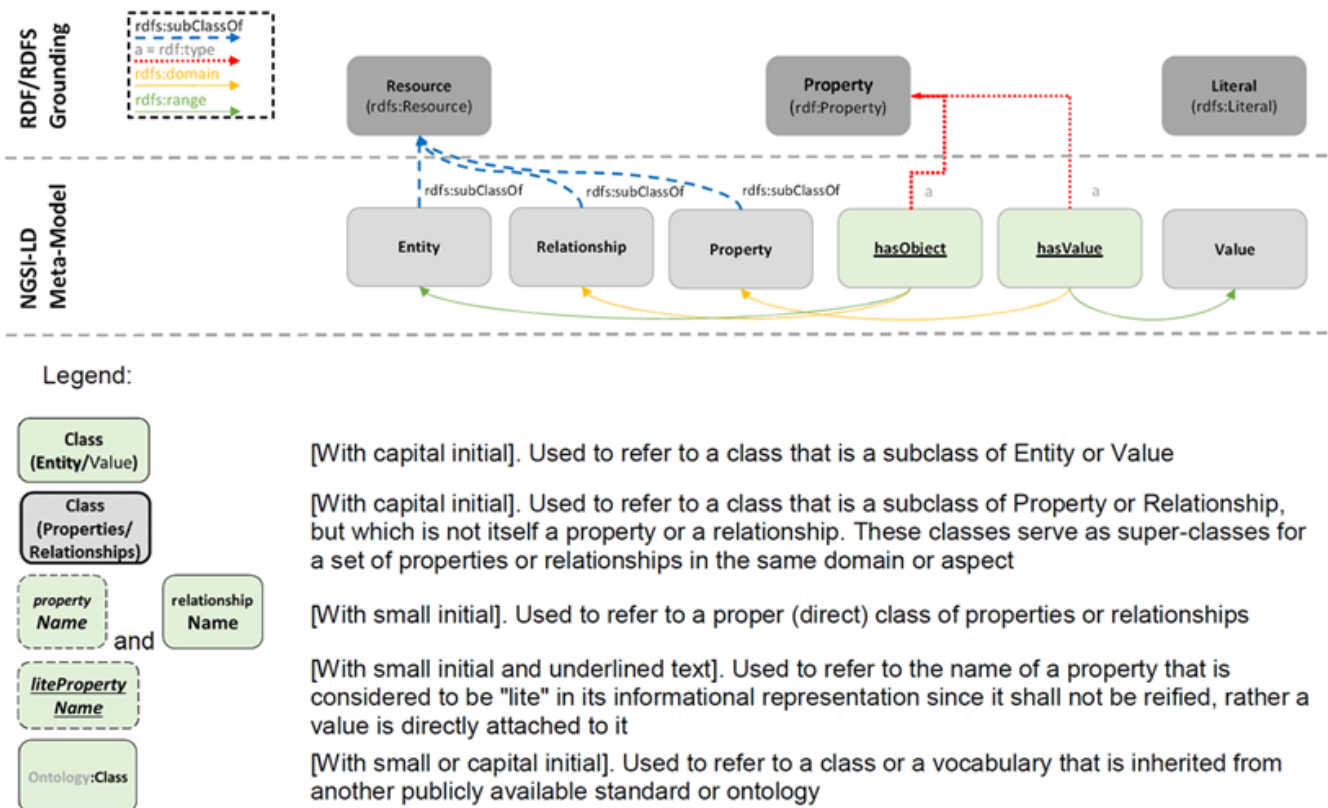 RDF/RDFS
Grounding
rdfs:subClassOf
a = rdf:type
rdfs:domain
rdfs:range
Resource
(rdfs:Resource)
Property
(rdf:Property)
Literal
(rdfs:Literal)
NGSI-LD
Meta-Model
rdfs:subClassOf
rdfs:subClassOf
rdfs:subClassOf
a
a
Entity
Relationship
Property
hasObject
hasValue
Value
Legend:
Class
(Entity/Value)
[With capital initial]. Used to refer to a class that is a subclass of Entity or Value
Class
(Properties/
Relationships)
[With capital initial]. Used to refer to a class that is a subclass of Property or Relationship,
but which is not itself a property or a relationship. These classes serve as super-classes for
a set of properties or relationships in the same domain or aspect
property
Name
and
relationship
Name
[With small initial]. Used to refer to a proper (direct) class of properties or relationships
liteProperty
Name
[With small initial and underlined text]. Used to refer to the name of a property that is
considered to be "lite" in its informational representation since it shall not be reified, rather a
value is directly attached to it
Ontology:Class
[With small or capital initial]. Used to refer to a class or a vocabulary that is inherited from
another publicly available standard or ontology